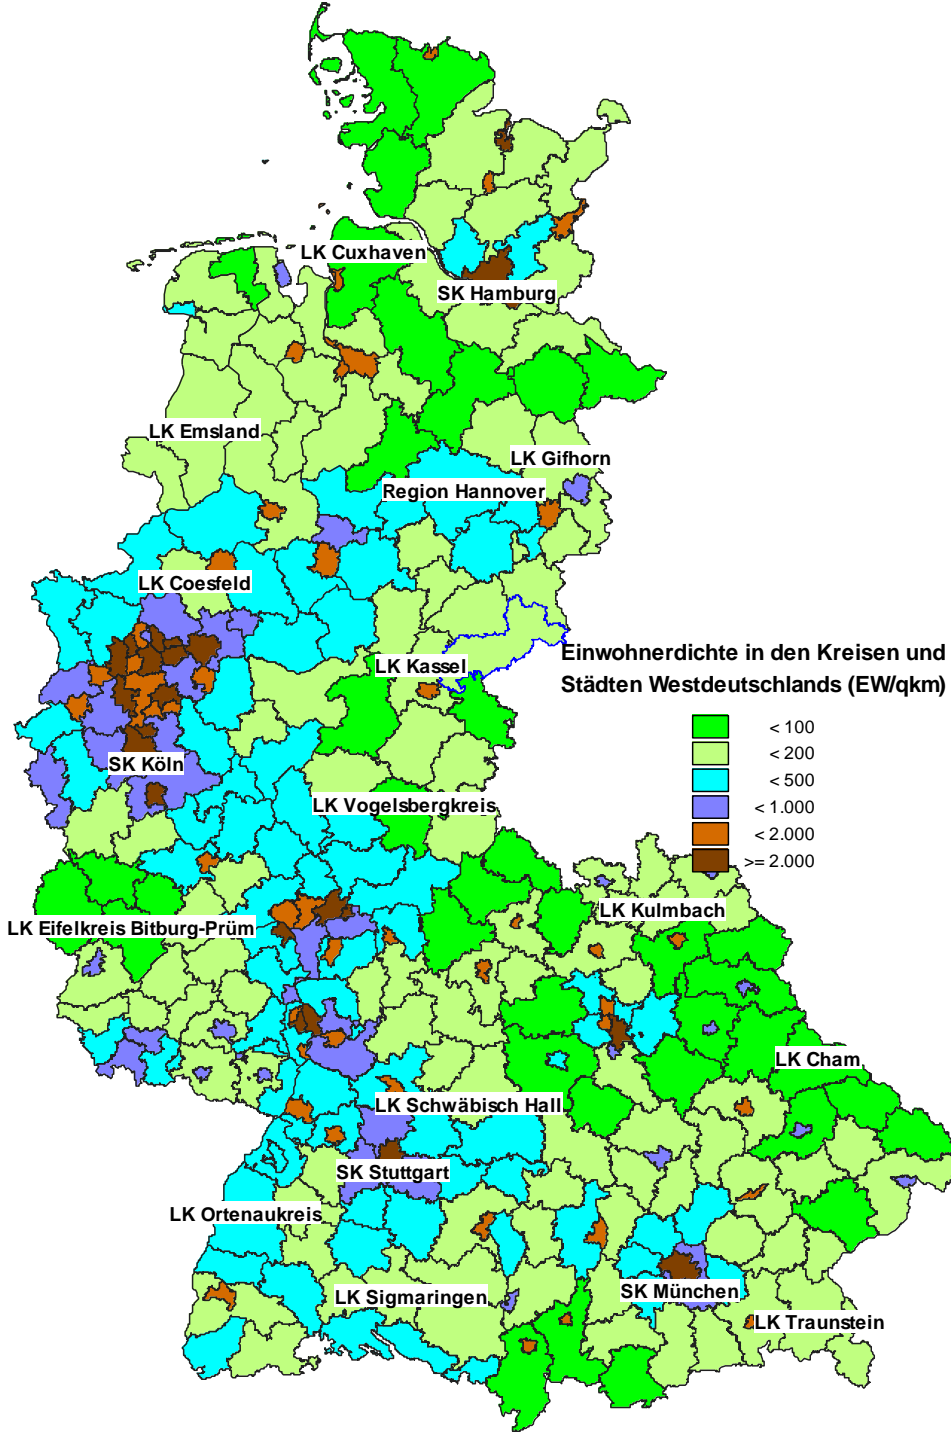 LK Cuxhaven
SK Hamburg
LK Emsland
LK Gifhorn
Region Hannover
LK Coesfeld
LK Kassel
Einwohnerdichte in den Kreisen und
Städten Westdeutschlands (EW/qkm)
< 100
< 200
< 500
< 1.000
< 2.000
>= 2.000
SK Köln
LK Vogelsbergkreis
LK Kulmbach
LK Eifelkreis Bitburg-Prüm
LK Cham
LK Schwäbisch Hall
SK Stuttgart
LK Ortenaukreis
SK München
LK Sigmaringen
LK Traunstein